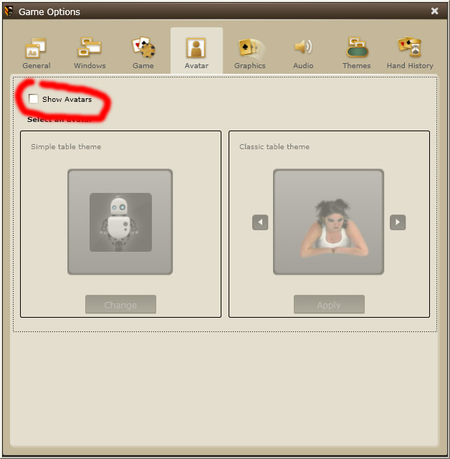 Game Options
General Windows Game Avatar Graphics Audio Themes Hand History
Show Avatars
Select an avatar
Simple table theme Classic table theme
Change Apply